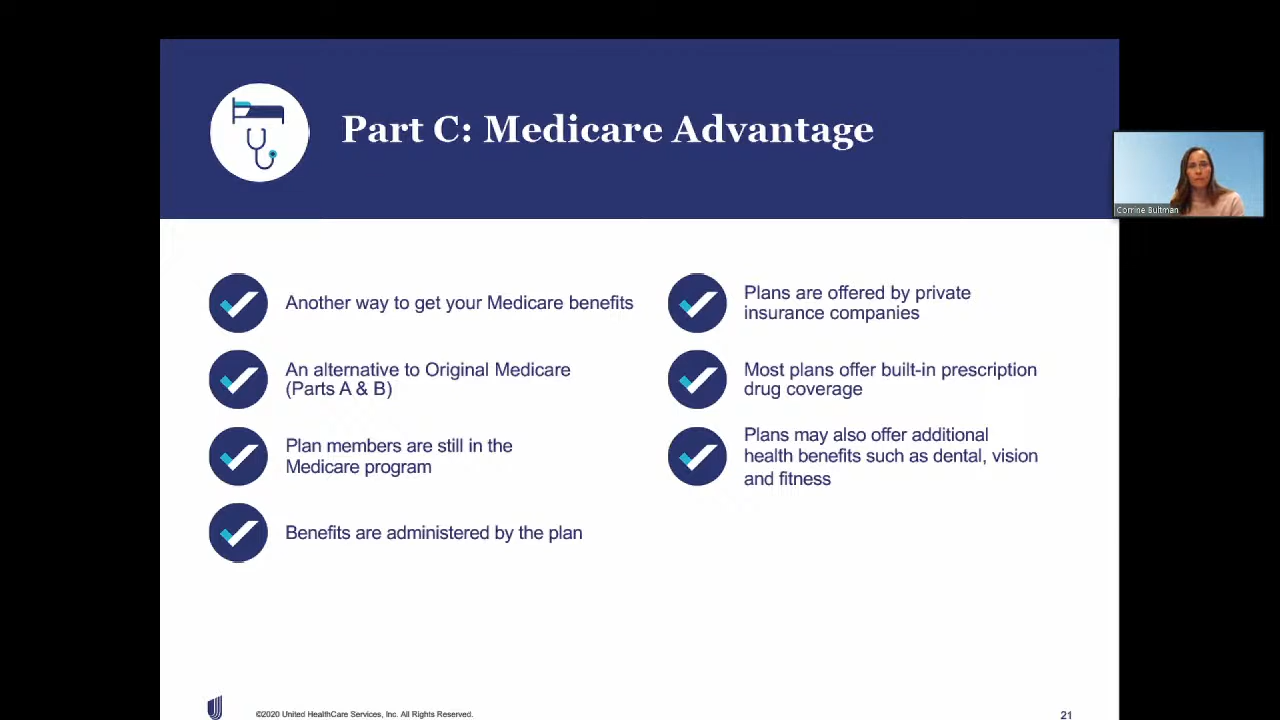 Part C: Medicare Advantage
Corrine Bultman
Another way to get your Medicare benefits
An alternative to Original Medicare
(Parts A & B)
Plan members are still in the
Medicare program
Benefits are administered by the plan
Plans are offered by private
insurance companies
Most plans offer built-in prescription
drug coverage
Plans may also offer additional
health benefits such as dental, vision
and fitness
©2020 United HealthCare Services, Inc. All Rights Reserved.
21